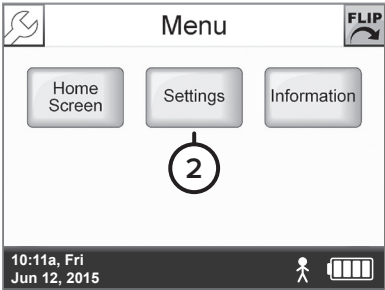 Menu
FLIP
Home
Screen
Settings
Information
2
10:11a, Fri
Jun 12, 2015